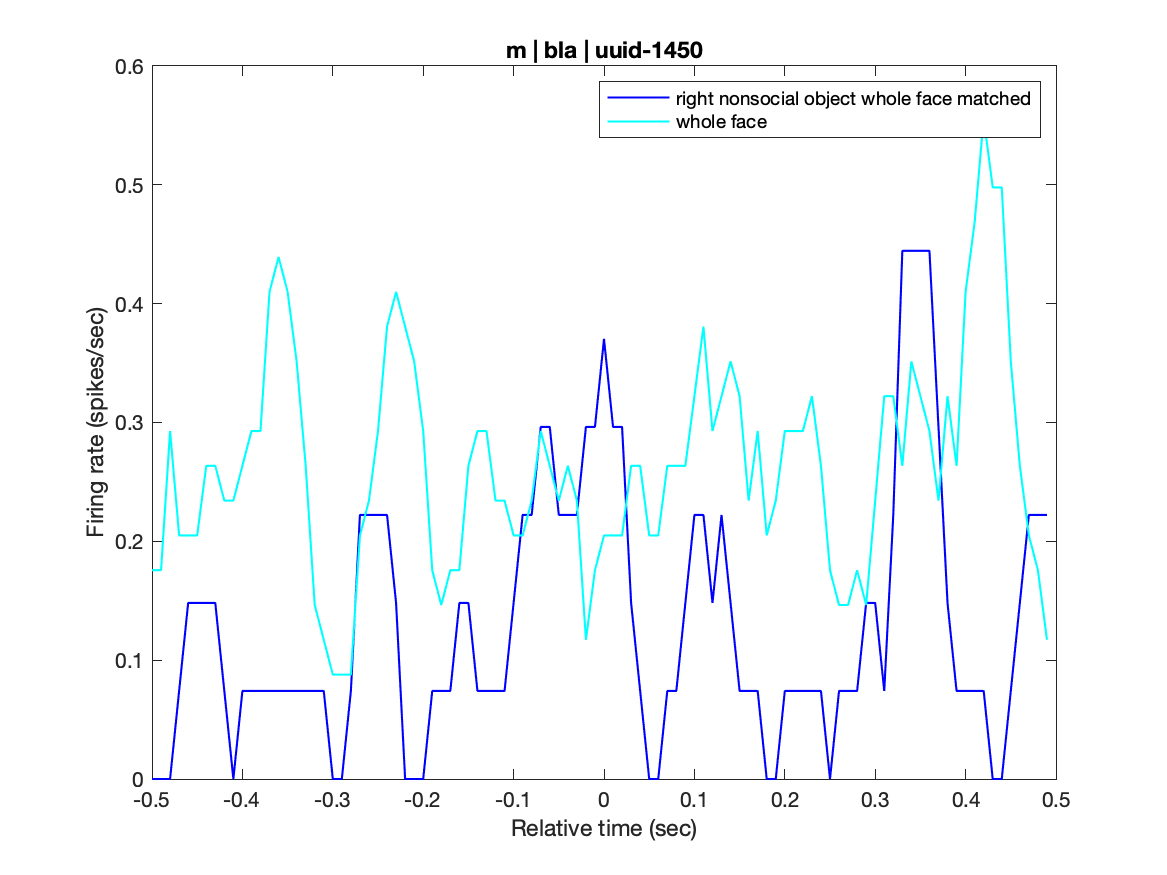 m | bla | uuid-1450
right nonsocial object whole face matched
whole face
Firing rate (spikes/sec)
0.6
0.5
0.4
0.3
0.2
0.1
0
-0.5 -0.4 -0.3 -0.2 -0.1 0 0.1 0.2 0.3 0.4 0.5
Relative time (sec)